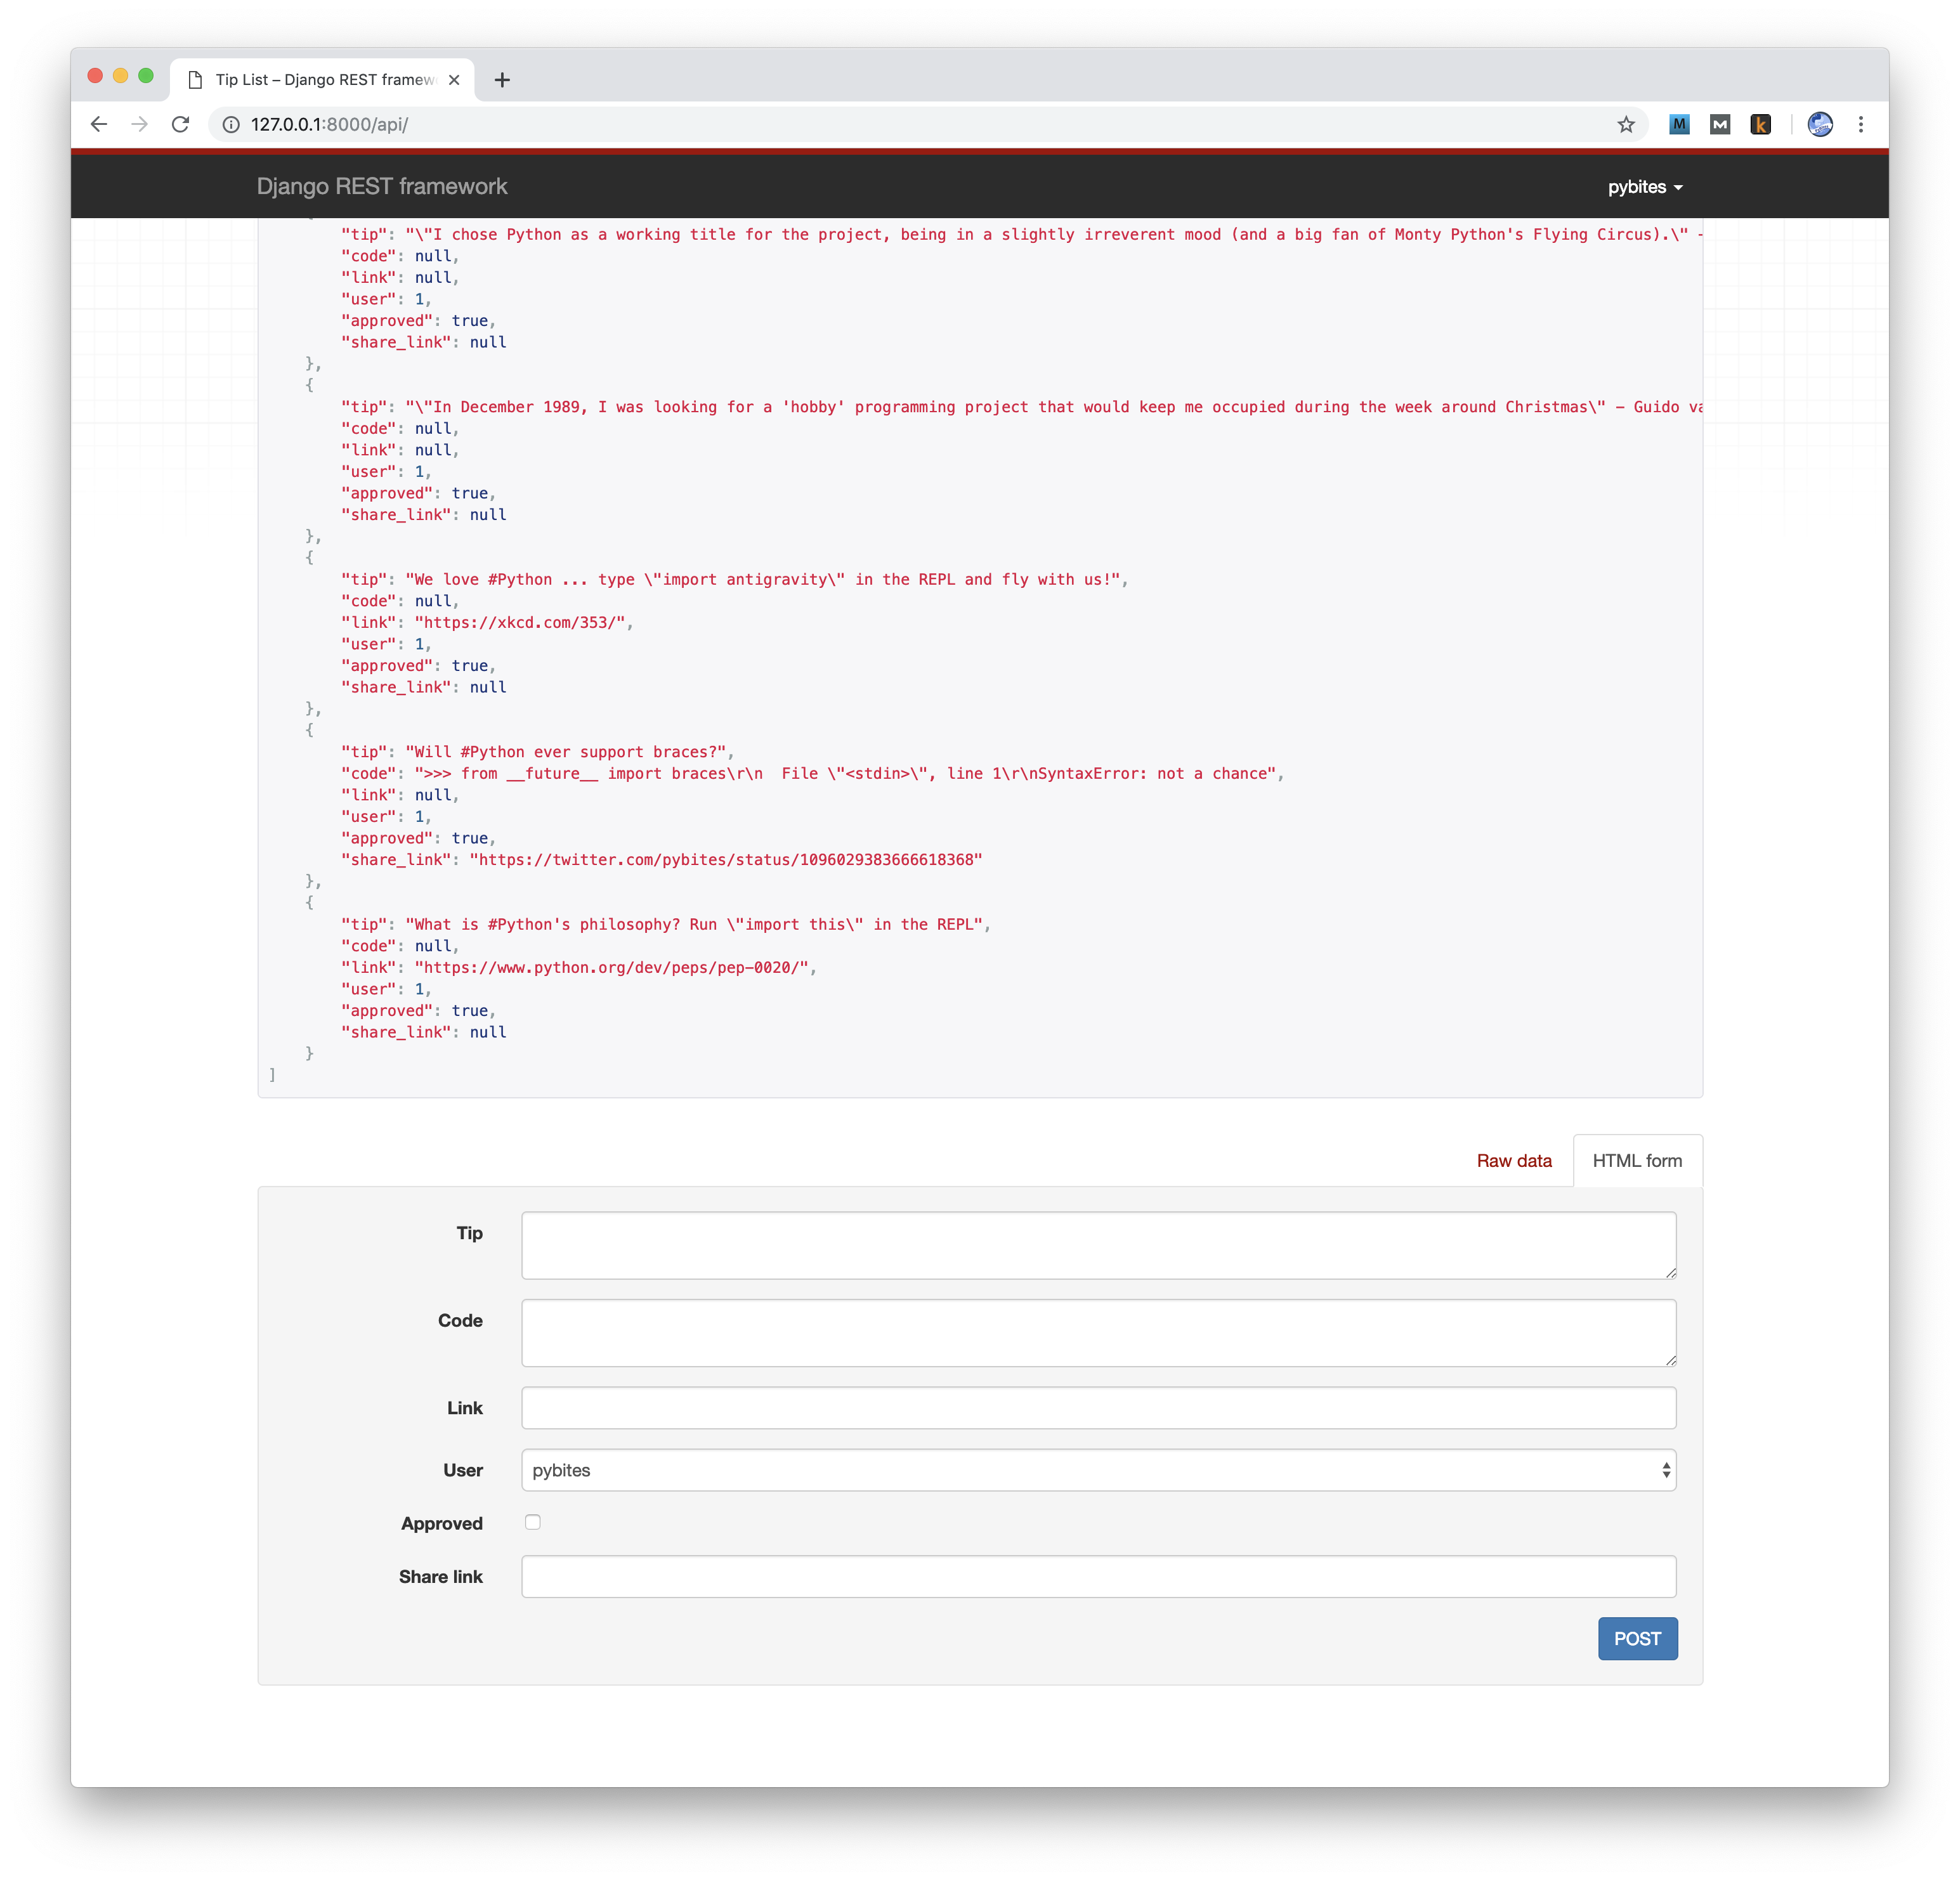 Tip List – Django REST framew
127.0.0.1:8000/api/
M
M
k
Django REST framework
pybites
"tip": "\"I chose Python as a working title for the project, being in a slightly irreverent mood (and a big fan of Monty Python's Flying Circus).\" -
"code": null,
"link": null,
"user": 1,
"approved": true,
"share_link": null
},
{
"tip": "\"In December 1989, I was looking for a 'hobby' programming project that would keep me occupied during the week around Christmas\" – Guido va
"code": null,
"link": null,
"user": 1,
"approved": true,
"share_link": null
},
{
"tip": "We love #Python ... type \"import antigravity\" in the REPL and fly with us!",
"code": null,
"link": "https://xkcd.com/353/",
"user": 1,
"approved": true,
"share_link": null
},
{
"tip": "Will #Python ever support braces?",
"code": ">>> from __future__ import braces\r\n  File \"<stdin>\", line 1\r\nSyntaxError: not a chance",
"link": null,
"user": 1,
"approved": true,
"share_link": "https://twitter.com/pybites/status/1096029383666618368"
},
{
"tip": "What is #Python's philosophy? Run \"import this\" in the REPL",
"code": null,
"link": "https://www.python.org/dev/peps/pep-0020/",
"user": 1,
"approved": true,
"share_link": null
}
]
Raw data
HTML form
Tip
Code
Link
User
pybites
Approved
Share link
POST